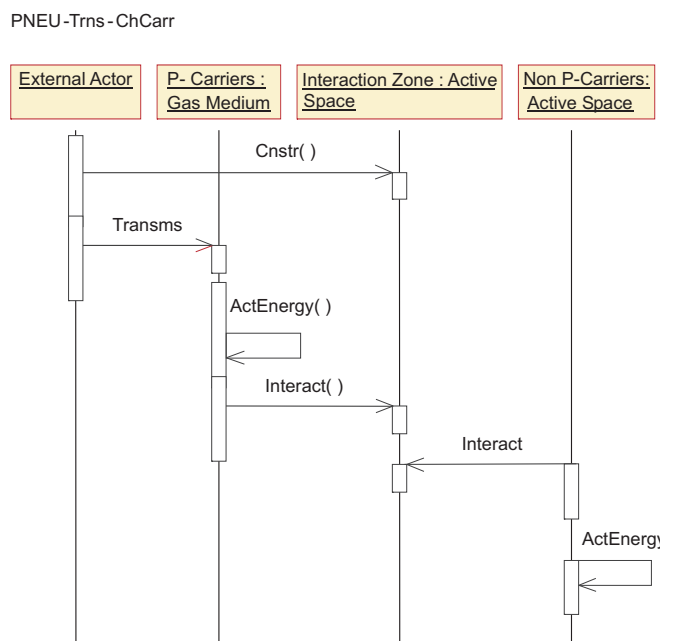 PNEU-Trns-ChCarr
External Actor
P- Carriers :
Gas Medium
Interaction Zone : Active
Space
Non P-Carriers:
Active Space
Cnstr( )
Transms
ActEnergy( )
Interact( )
Interact
ActEnergy